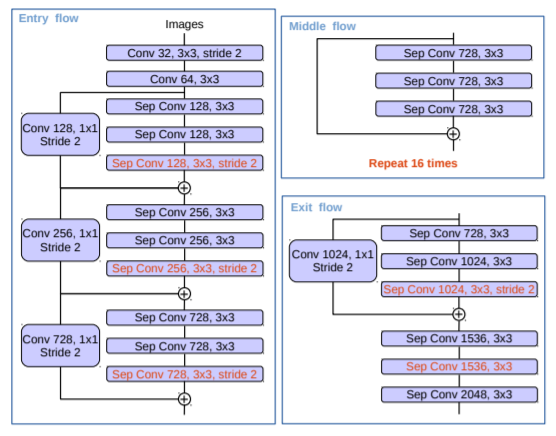 Entry flow
Images
Conv 32, 3x3, stride 2
Conv 64, 3x3
Sep Conv 128, 3x3
Sep Conv 128, 3x3
Sep Conv 128, 3x3, stride 2
Conv 128, 1x1
Stride 2
Sep Conv 256, 3x3
Sep Conv 256, 3x3
Sep Conv 256, 3x3, stride 2
Conv 256, 1x1
Stride 2
Sep Conv 728, 3x3
Sep Conv 728, 3x3
Sep Conv 728, 3x3, stride 2
Conv 728, 1x1
Stride 2
Middle flow
Sep Conv 728, 3x3
Sep Conv 728, 3x3
Sep Conv 728, 3x3
Repeat 16 times
Exit flow
Sep Conv 728, 3x3
Sep Conv 1024, 3x3
Sep Conv 1024, 3x3, stride 2
Conv 1024, 1x1
Stride 2
Sep Conv 1536, 3x3
Sep Conv 1536, 3x3
Sep Conv 2048, 3x3